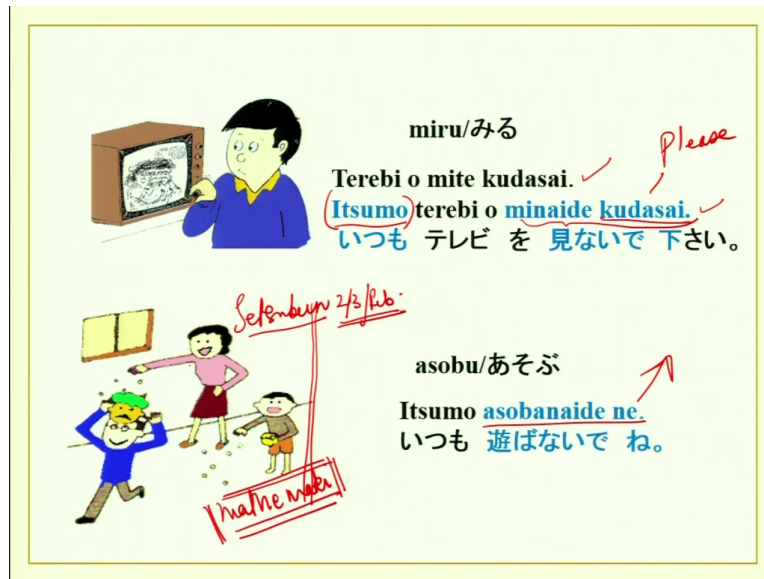 miru/みる
Please
Terebi o mite kudasai.
Itsumo terebi o minaide kudasai.
いつも テレビ を 見ないで 下さい。
Setsnbun 2/3/Feb.
asobu/あそぶ
Itsumo asobanaide ne.
いつも 遊ばないで ね。
mame maki